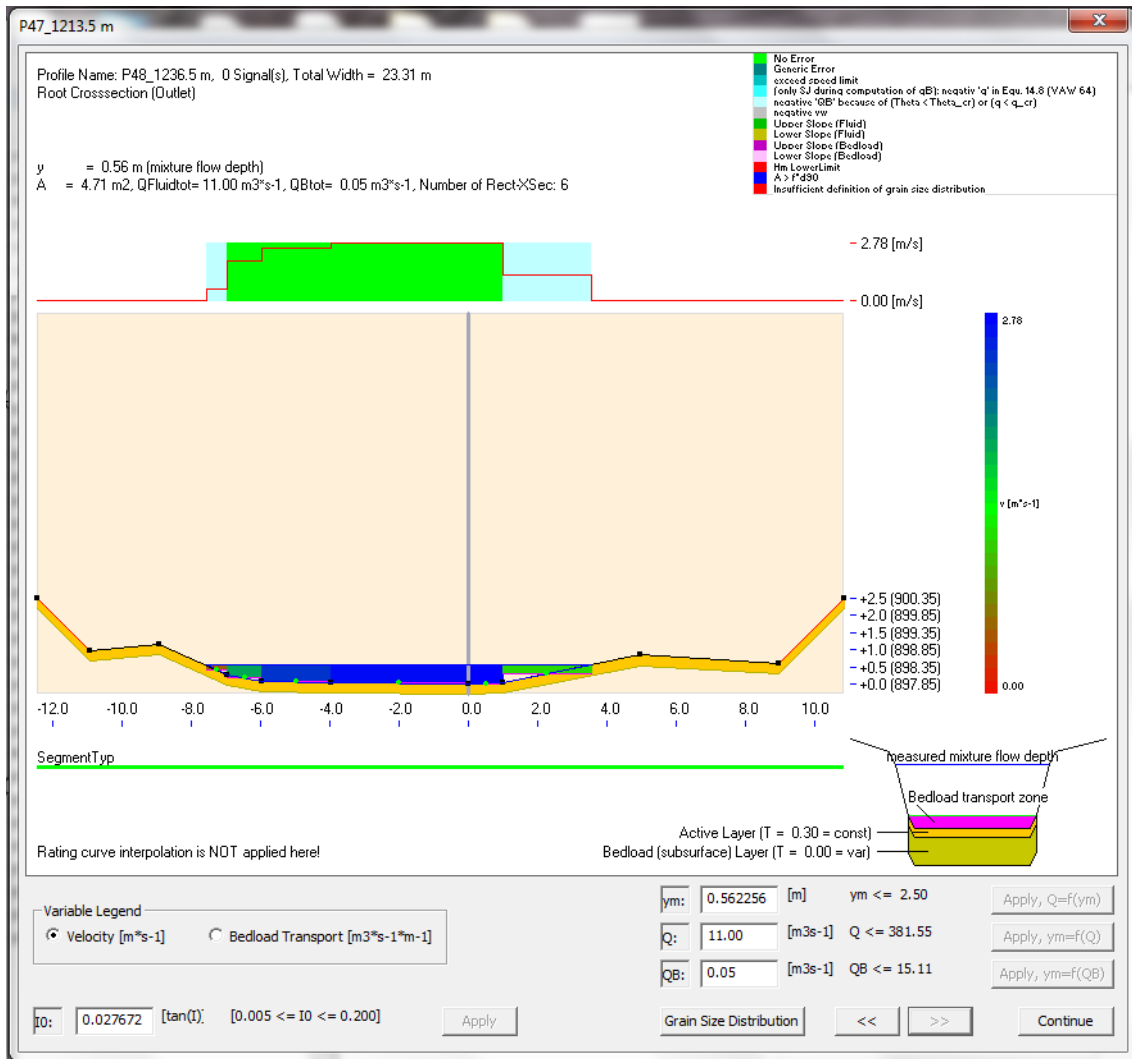 P47_1213.5 m
Profile Name: P48_1236.5 m, 0 Signal(s), Total Width = 23.31 m
Root Crosssection (Outlet)
y = 0.56 m (mixture flow depth)
A = 4.71 m2, QFluidtot= 11.00 m3*s-1, QBtot= 0.05 m3*s-1, Number of Rect-XSec: 6
No Error
Generic Error
exceed speed limit
(only SJ during computation of qB): negativ 'q' in Equ. 14.8 (VAW 64)
negative 'QB' because of (Theta < Theta_cr) or (q < q_cr)
negative vw
Upper Slope (Fluid)
Lower Slope (Fluid)
Upper Slope (Bedload)
Lower Slope (Bedload)
Hm LowerLimit
A > f*d90
Insufficient definition of grain size distribution
2.78 [m/s]
0.00 [m/s]
2.78
v [m*s-1]
0.00
+2.5 (900.35)
+2.0 (899.85)
+1.5 (899.35)
+1.0 (898.85)
+0.5 (898.35)
+0.0 (897.85)
-12.0 -10.0 -8.0 -6.0 -4.0 -2.0 0.0 2.0 4.0 6.0 8.0 10.0
SegmentTyp
measured mixture flow depth
Bedload transport zone
Active Layer (T = 0.30 = const)
Bedload (subsurface) Layer (T = 0.00 = var)
Rating curve interpolation is NOT applied here!
Variable Legend
Velocity [m*s-1] Bedload Transport [m3*s-1*m-1]
ym: 0.562256 [m] ym <= 2.50 Apply, Q=f(ym)
Q: 11.00 [m3s-1] Q <= 381.55 Apply, ym=f(Q)
QB: 0.05 [m3s-1] QB <= 15.11 Apply, ym=f(QB)
I0: 0.027672 [tan(I)] [0.005 <= I0 <= 0.200] Apply
Grain Size Distribution << >> Continue